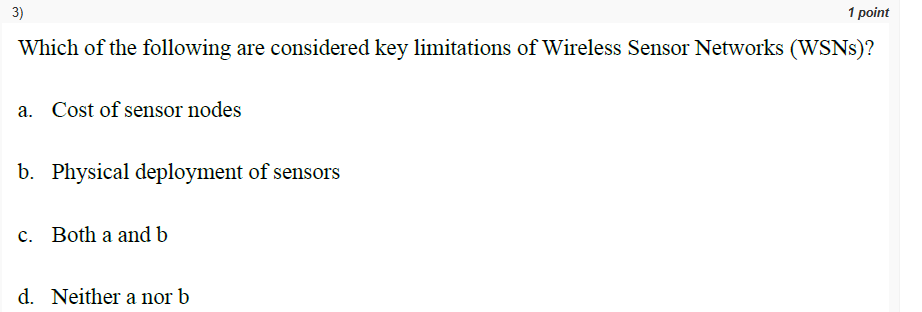 3)
1 point
Which of the following are considered key limitations of Wireless Sensor Networks (WSNs)?
a. Cost of sensor nodes
b. Physical deployment of sensors
c. Both a and b
d. Neither a nor b